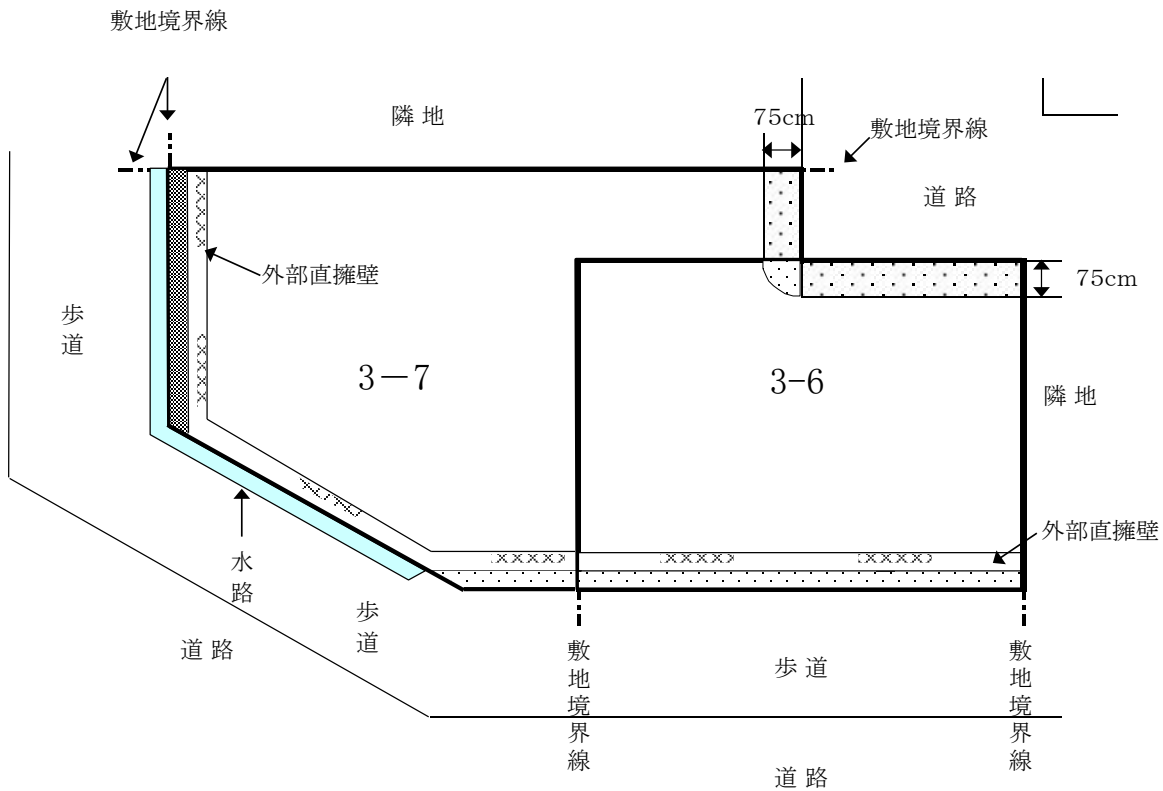 敷地境界線
隣 地
75cm
敷地境界線
道 路
外部直擁壁
75cm
歩道
3－7
3-6
隣 地
外部直擁壁
水路
歩道
道 路
敷地境界線
歩 道
敷地境界線
道 路